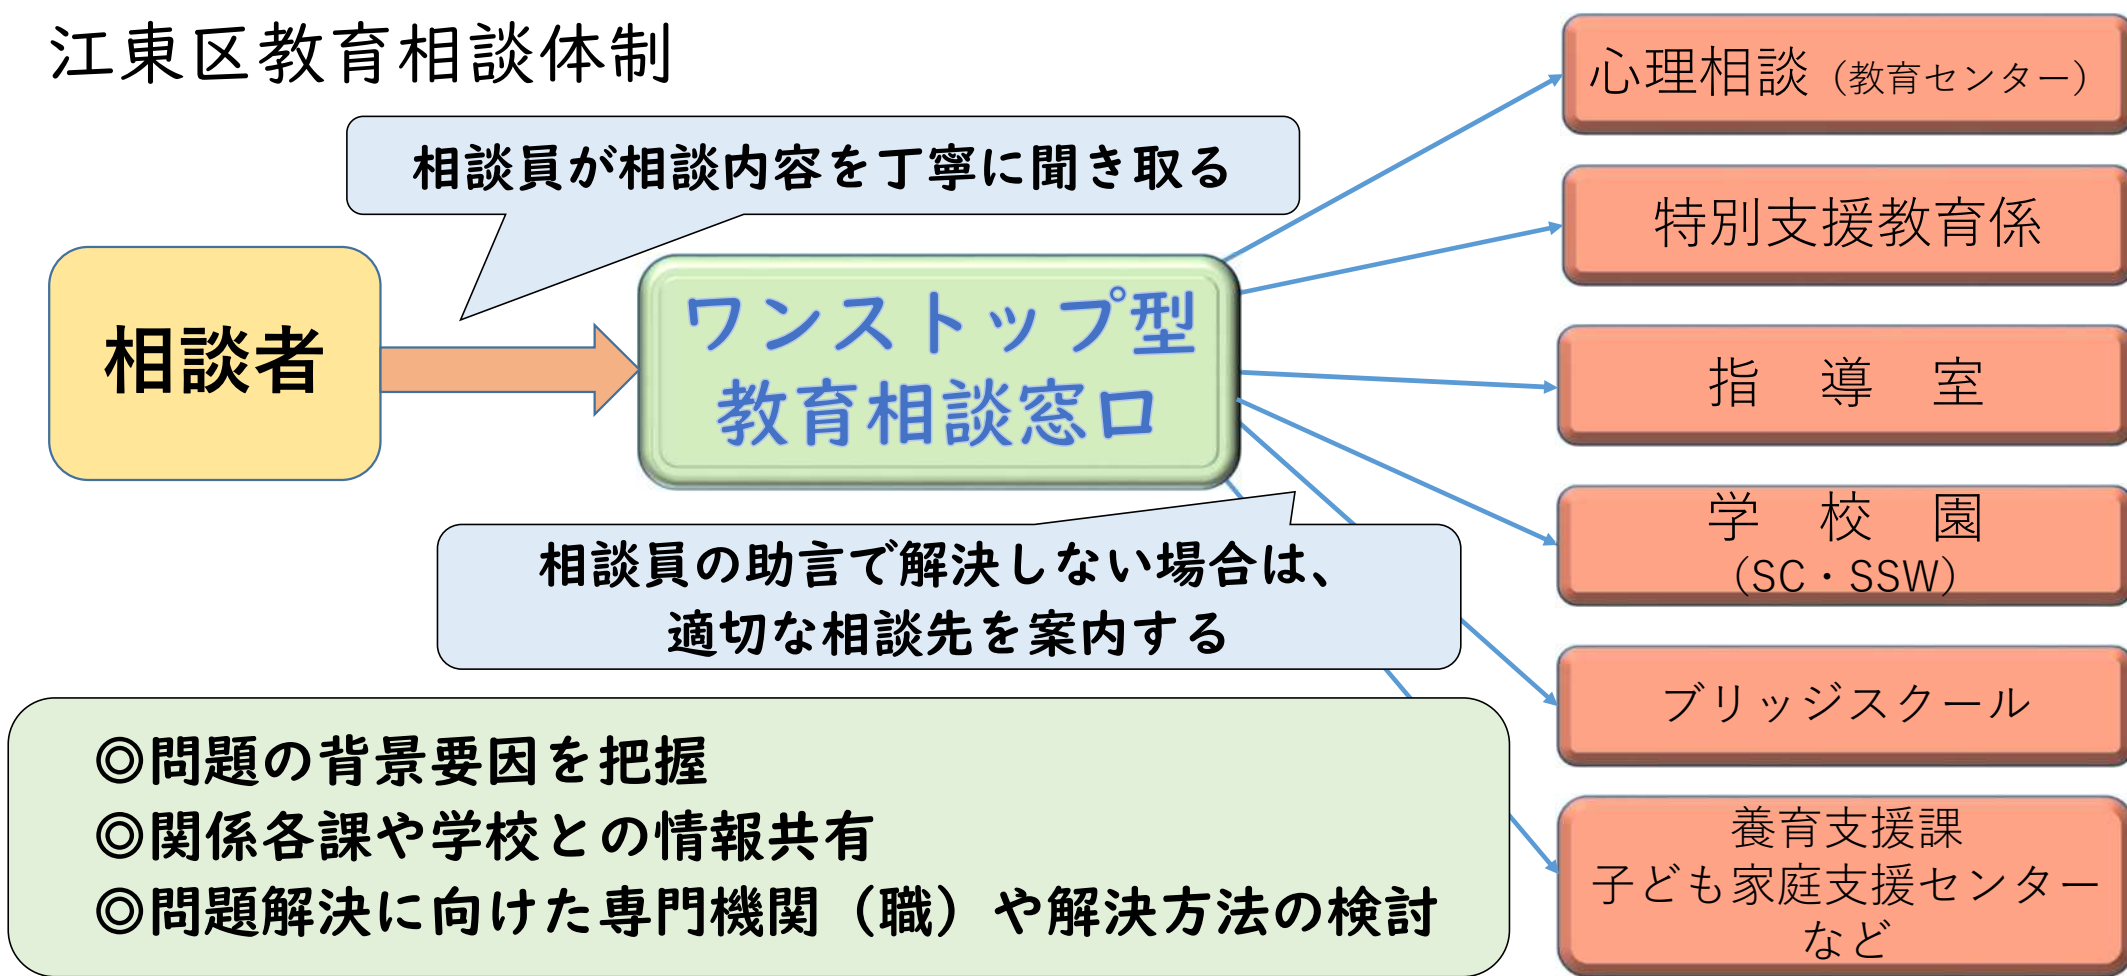 江東区教育相談体制
相談員が相談内容を丁寧に聞き取る
相談者
ワンストップ型
教育相談窓口
相談員の助言で解決しない場合は、
適切な相談先を案内する
◎問題の背景要因を把握
◎関係各課や学校との情報共有
◎問題解決に向けた専門機関（職）や解決方法の検討
心理相談（教育センター）
特別支援教育係
指　導　室
学　校　園
（SC・SSW）
ブリッジスクール
養育支援課
子ども家庭支援センター
など